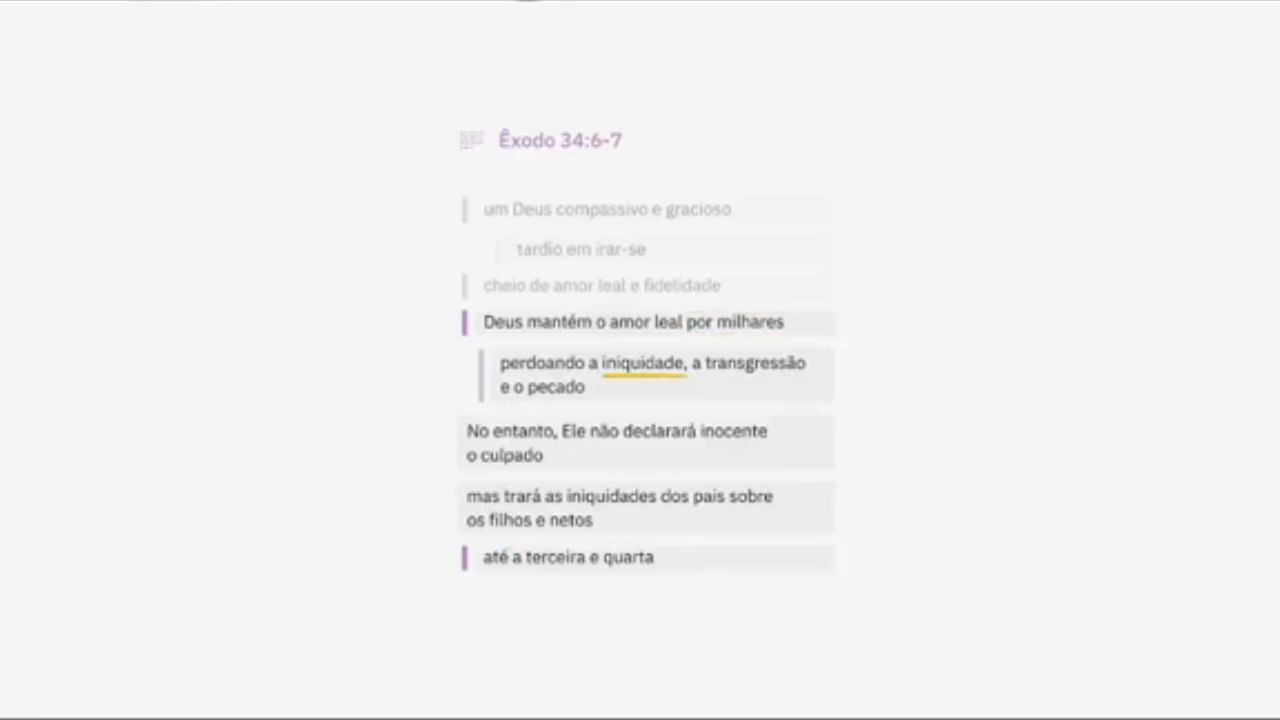 Êxodo 34:6-7
um Deus compassivo e gracioso
tardio em irar-se
cheio de amor leal e fidelidade
Deus mantém o amor leal por milhares
perdoando a iniquidade, a transgressão
e o pecado
No entanto, Ele não declarará inocente
o culpado
mas trará as iniquidades dos pais sobre
os filhos e netos
até a terceira e quarta